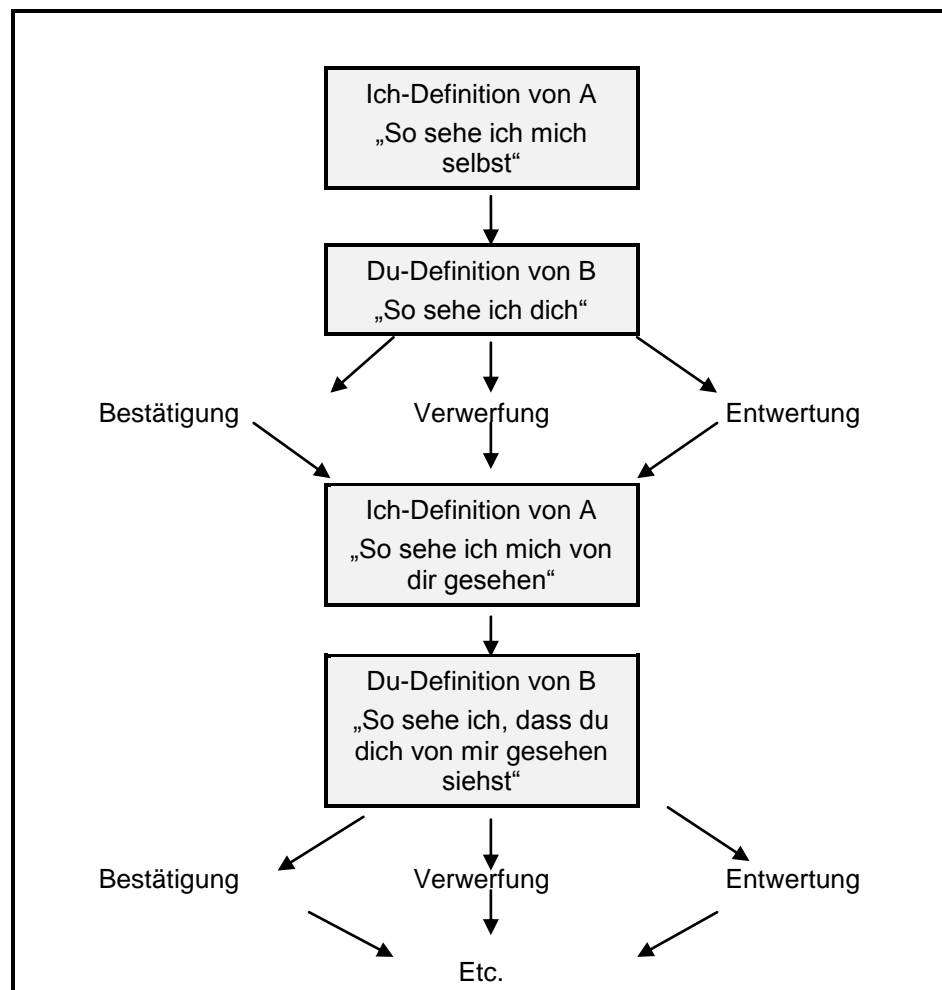 Ich-Definition von A
„So sehe ich mich
selbst“
Du-Definition von B
„So sehe ich dich“
Bestätigung
Verwerfung
Entwertung
Ich-Definition von A
„So sehe ich mich von
dir gesehen“
Du-Definition von B
„So sehe ich, dass du
dich von mir gesehen
siehst“
Bestätigung
Verwerfung
Entwertung
Etc.